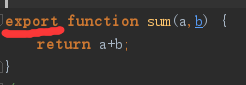 export function sum(a,b) {
    return a+b;
}